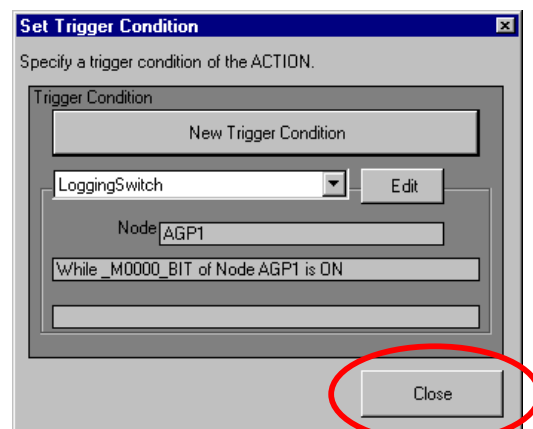 Set Trigger Condition
Specify a trigger condition of the ACTION.
Trigger Condition
New Trigger Condition
LoggingSwitch Edit
Node AGP1
While _M0000_BIT of Node AGP1 is ON
Close